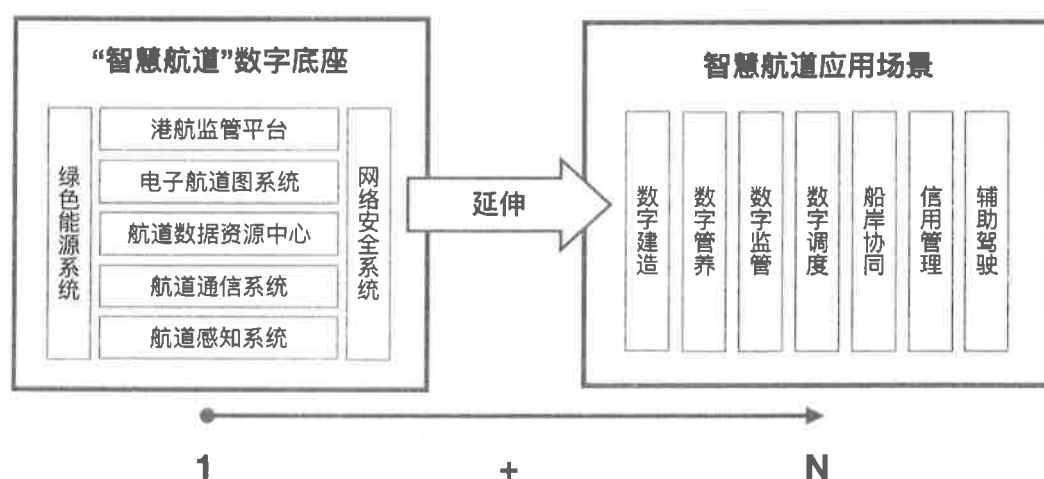 “智慧航道”数字底座
绿色能源系统
港航监管平台
电子航道图系统
航道数据资源中心
航道通信系统
航道感知系统
网络安全系统
延伸
智慧航道应用场景
数字建造
数字管养
数字监管
数字调度
船岸协同
信用管理
辅助驾驶
1
+
N